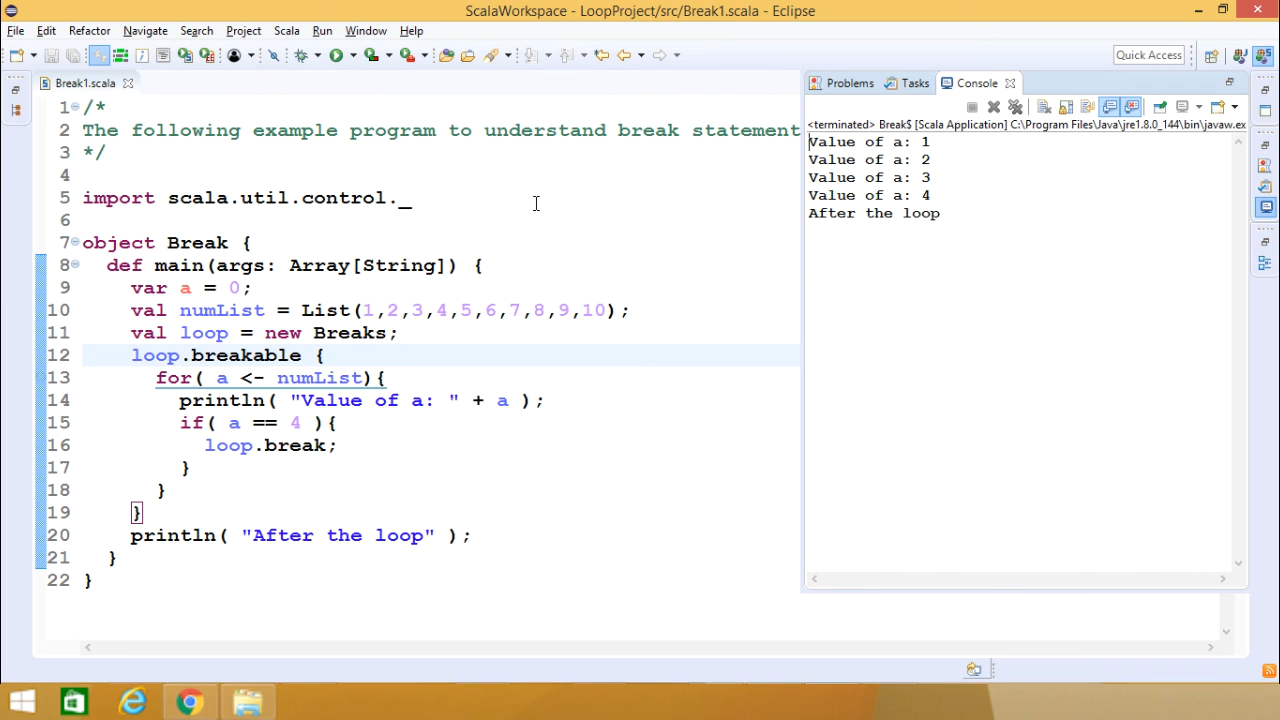 ScalaWorkspace - LoopProject/src/Break1.scala - Eclipse
File Edit Refactor Navigate Search Project Scala Run Window Help
Quick Access
Break1.scala
1 /*
2 The following example program to understand break statement
3 */
4
5 import scala.util.control._
6
7 object Break {
8 def main(args: Array[String]) {
9 var a = 0;
10 val numList = List(1,2,3,4,5,6,7,8,9,10);
11 val loop = new Breaks;
12 loop.breakable {
13 for( a <- numList){
14 println( "Value of a: " + a );
15 if( a == 4 ){
16 loop.break;
17 }
18 }
19 }
20 println( "After the loop" );
21 }
22 }
Problems Tasks Console
<terminated> Break$ [Scala Application] C:\Program Files\Java\jre1.8.0_144\bin\javaw.ex
Value of a: 1
Value of a: 2
Value of a: 3
Value of a: 4
After the loop